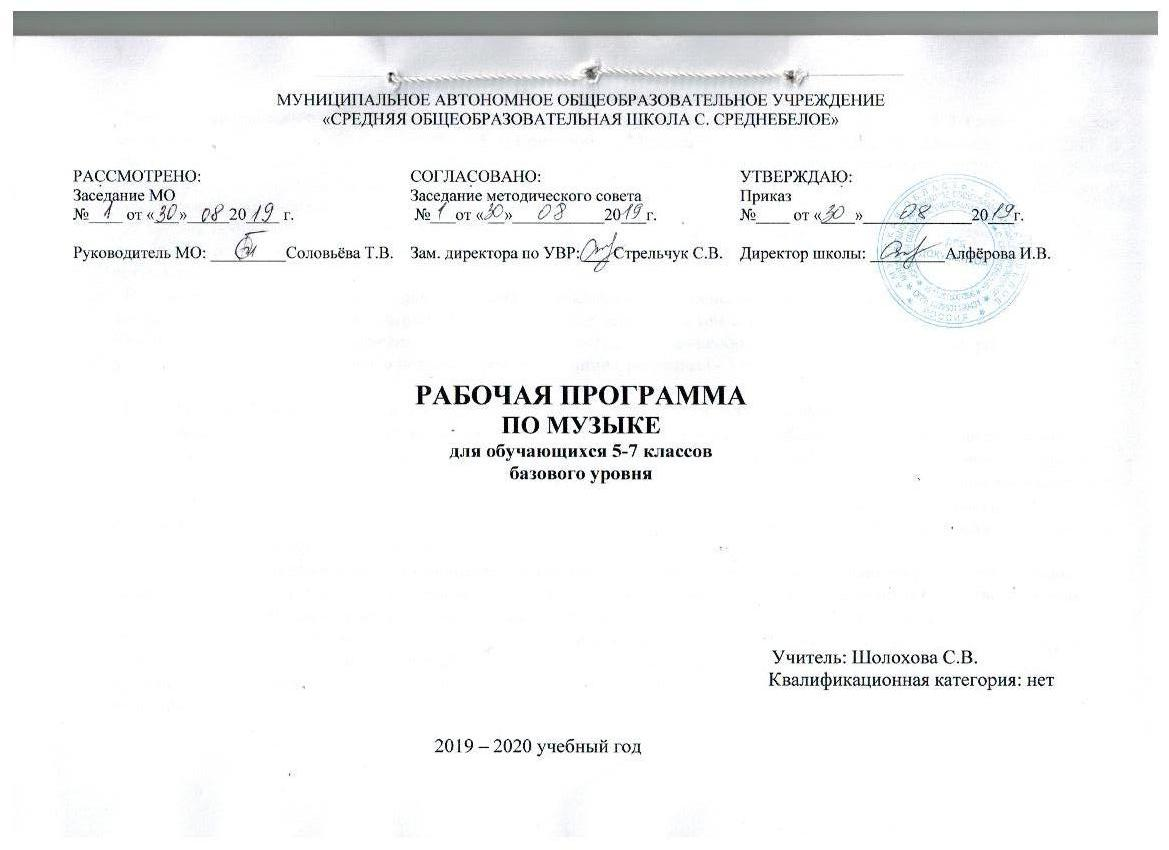 МУНИЦИПАЛЬНОЕ АВТОНОМНОЕ ОБЩЕОБРАЗОВАТЕЛЬНОЕ УЧРЕЖДЕНИЕ
«СРЕДНЯЯ ОБЩЕОБРАЗОВАТЕЛЬНАЯ ШКОЛА С. СРЕДНЕБЕЛОЕ»
РАССМОТРЕНО:
Заседание МО
№ 1 от «30» 08 2019 г.
Руководитель МО: Соловьёва Т.В.
СОГЛАСОВАНО:
Заседание методического совета
№ 1 от «30» 08 2019 г.
Зам. директора по УВР: Стрельчук С.В.
УТВЕРЖДАЮ:
Приказ
№ от «30» 08 2019 г.
Директор школы: Алфёрова И.В.
РОССИЯ
РАБОЧАЯ ПРОГРАММА
ПО МУЗЫКЕ
для обучающихся 5-7 классов
базового уровня
Учитель: Шолохова С.В.
Квалификационная категория: нет
2019 – 2020 учебный год